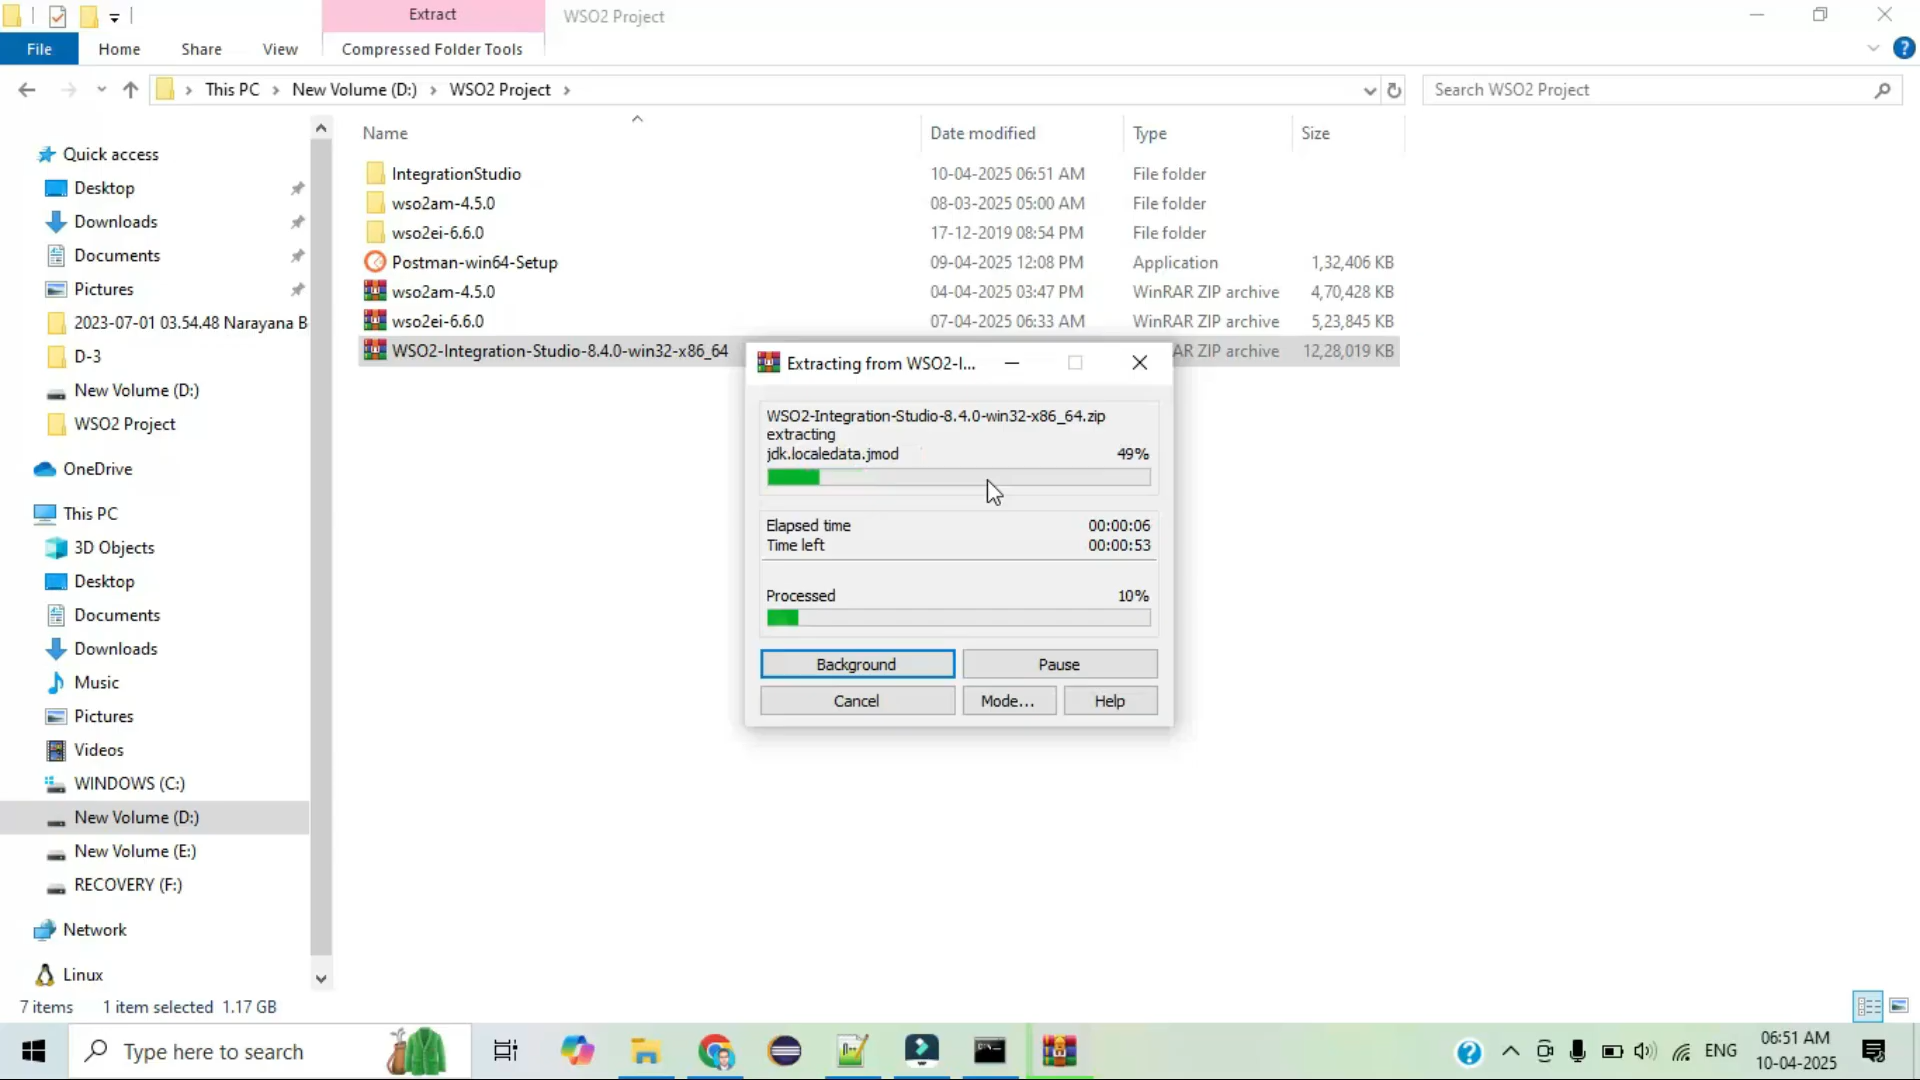 Extract
WSO2 Project
File
Home
Share
View
Compressed Folder Tools
This PC
New Volume (D:)
WSO2 Project
Search WSO2 Project
Name
Date modified
Type
Size
Quick access
Desktop
Downloads
Documents
Pictures
2023-07-01 03.54.48 Narayana B
D-3
New Volume (D:)
WSO2 Project
OneDrive
This PC
3D Objects
Desktop
Documents
Downloads
Music
Pictures
Videos
WINDOWS (C:)
New Volume (D:)
New Volume (E:)
RECOVERY (F:)
Network
Linux
IntegrationStudio 10-04-2025 06:51 AM File folder
wso2am-4.5.0 08-03-2025 05:00 AM File folder
wso2ei-6.6.0 17-12-2019 08:54 PM File folder
Postman-win64-Setup 09-04-2025 12:08 PM Application 1,32,406 KB
wso2am-4.5.0 04-04-2025 03:47 PM WinRAR ZIP archive 4,70,428 KB
wso2ei-6.6.0 07-04-2025 06:33 AM WinRAR ZIP archive 5,23,845 KB
WSO2-Integration-Studio-8.4.0-win32-x86_64 AR ZIP archive 12,28,019 KB
Extracting from WSO2-I...
WSO2-Integration-Studio-8.4.0-win32-x86_64.zip
extracting
jdk.localedata.jmod 49%
Elapsed time 00:00:06
Time left 00:00:53
Processed 10%
Background
Pause
Cancel
Mode...
Help
7 items 1 item selected 1.17 GB
Type here to search
ENG
06:51 AM
10-04-2025